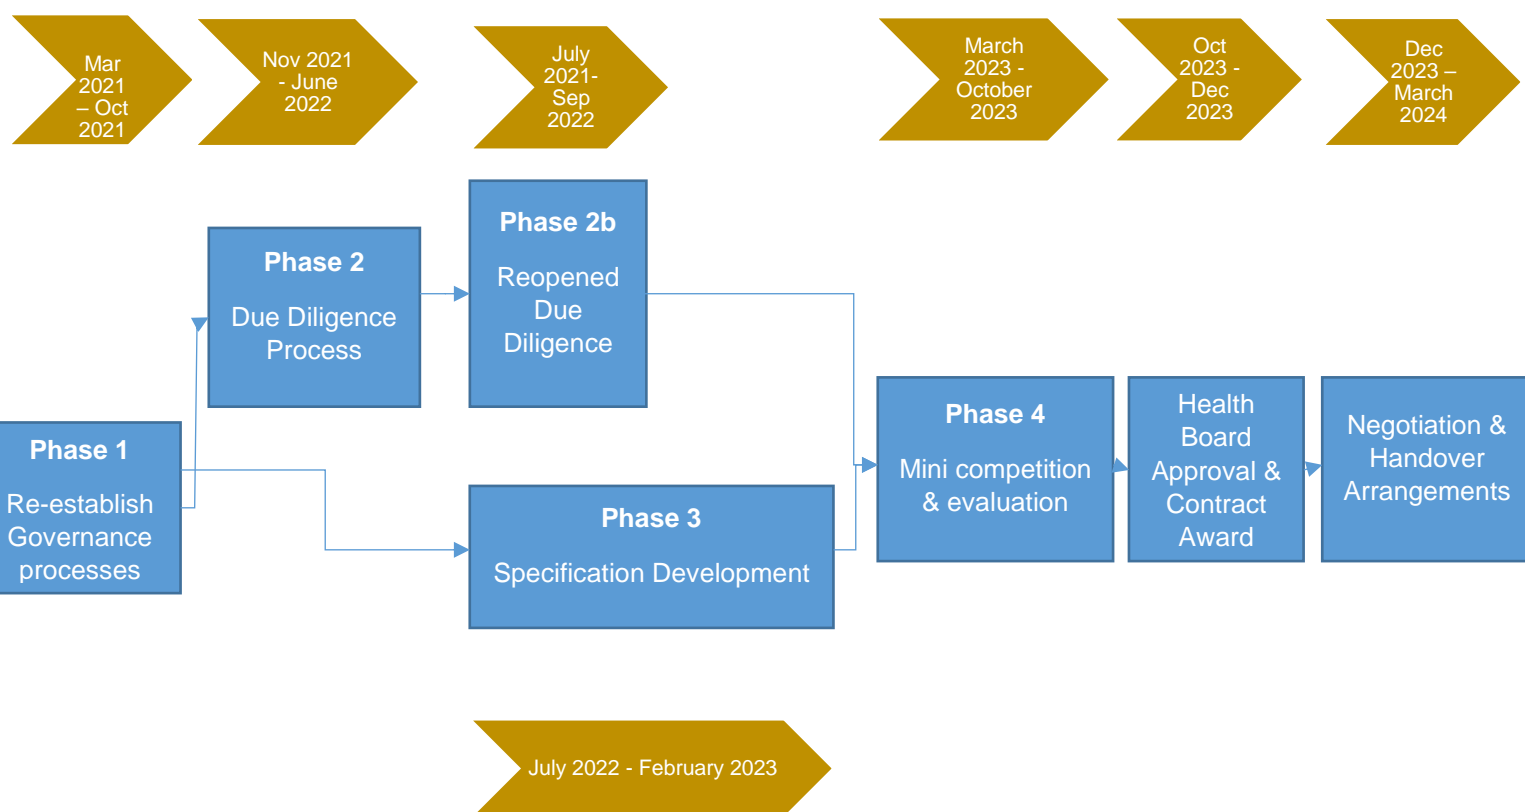 Mar
2021
– Oct
2021
Nov 2021
- June
2022
July
2021-
Sep
2022
March
2023 -
October
2023
Oct
2023 -
Dec
2023
Dec
2023 –
March
2024
Phase 1
Re-establish
Governance
processes
Phase 2
Due Diligence
Process
Phase 2b
Reopened
Due
Diligence
Phase 3
Specification Development
Phase 4
Mini competition
& evaluation
Health
Board
Approval &
Contract
Award
Negotiation &
Handover
Arrangements
July 2022 - February 2023